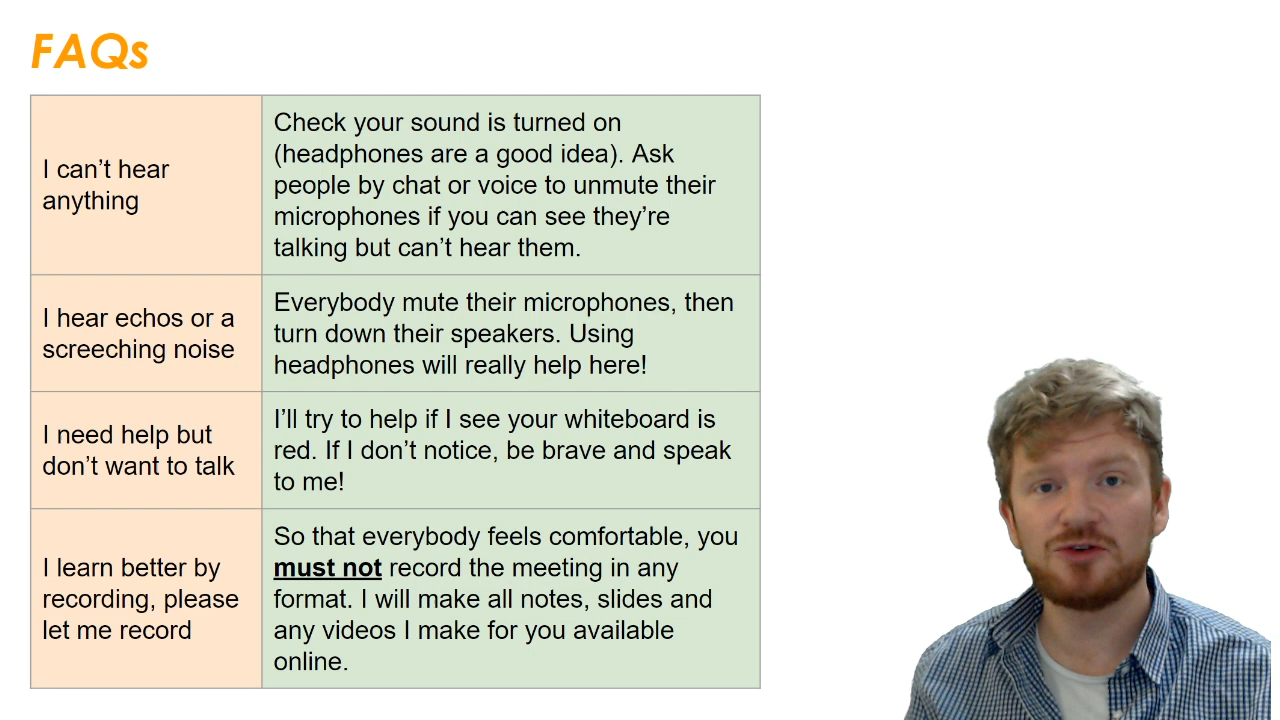 FAQs
I can’t hear
anything
Check your sound is turned on
(headphones are a good idea). Ask
people by chat or voice to unmute their
microphones if you can see they’re
talking but can’t hear them.
I hear echos or a
screeching noise
Everybody mute their microphones, then
turn down their speakers. Using
headphones will really help here!
I need help but
don’t want to talk
I’ll try to help if I see your whiteboard is
red. If I don’t notice, be brave and speak
to me!
I learn better by
recording, please
let me record
So that everybody feels comfortable, you
must not record the meeting in any
format. I will make all notes, slides and
any videos I make for you available
online.